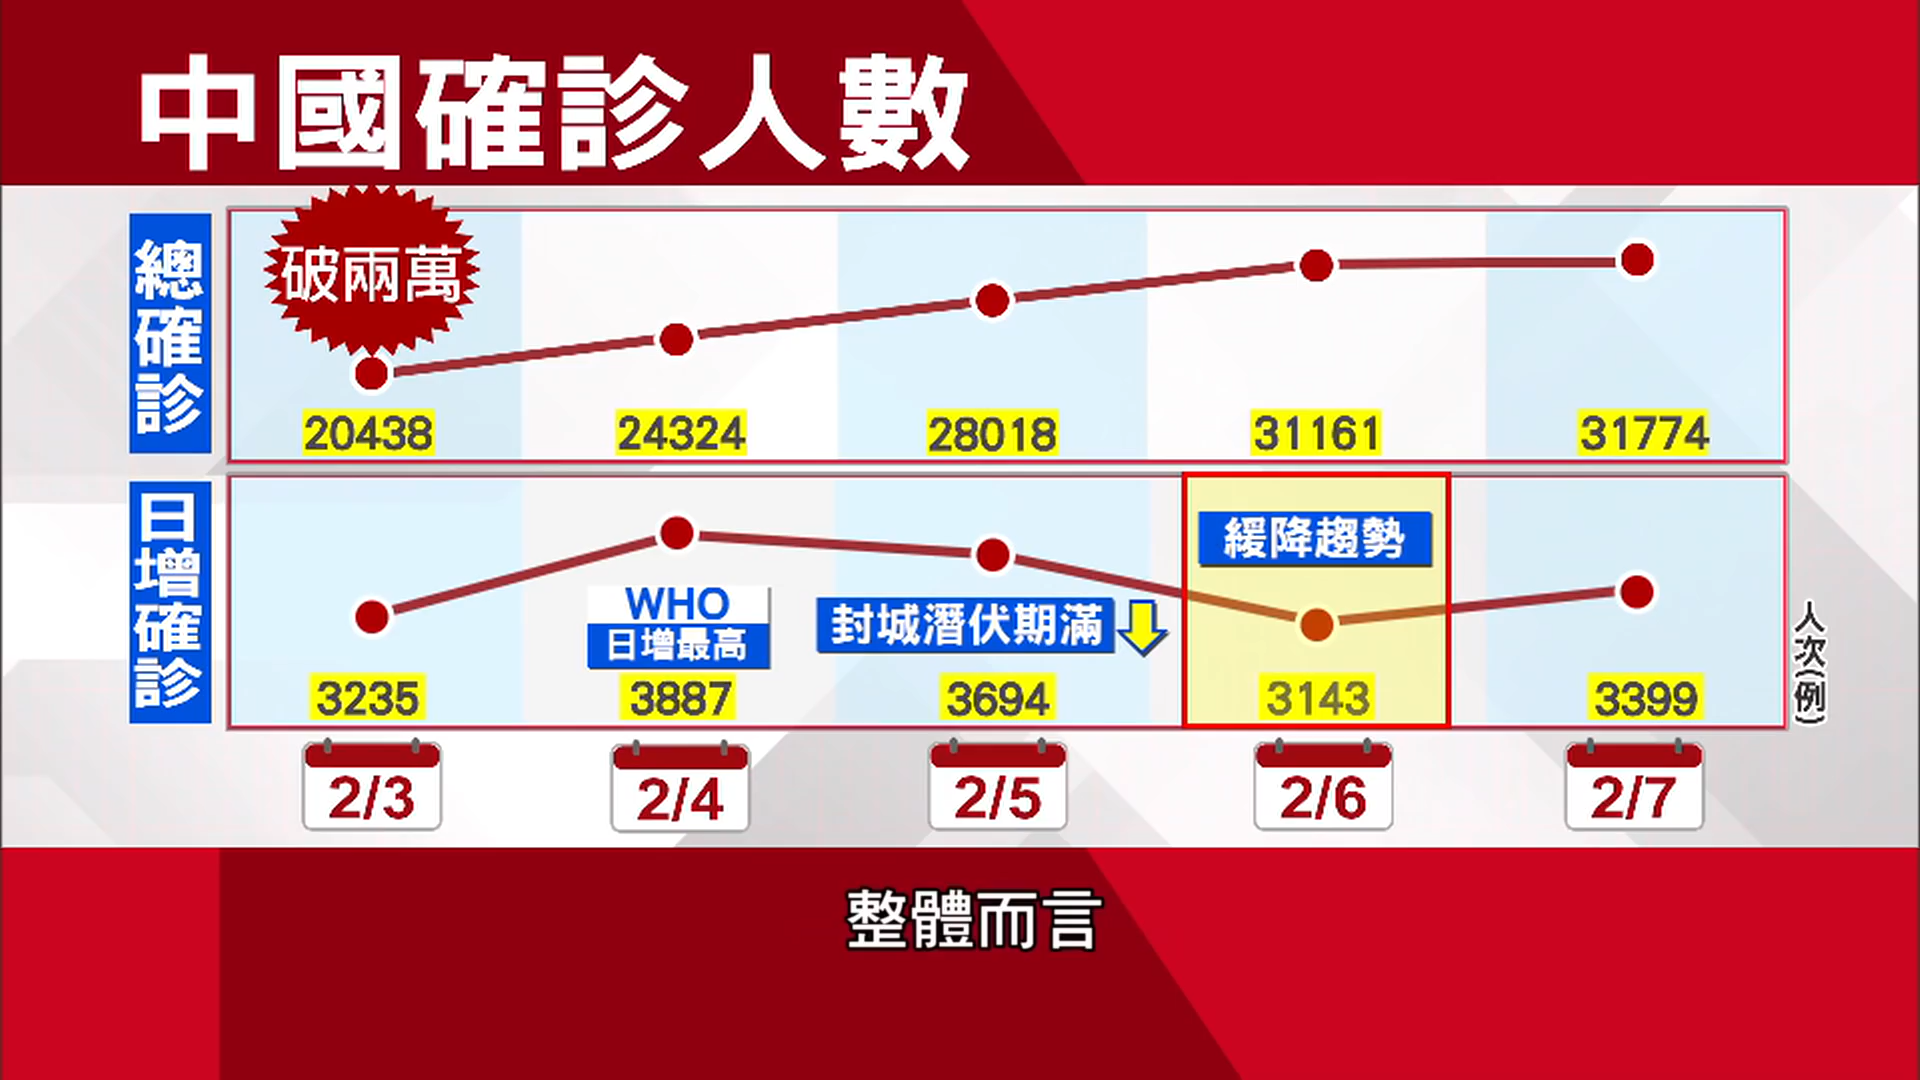 中國確診人數
破兩萬
總確診
20438 24324 28018 31161 31774
日增確診
緩降趨勢
WHO
日增最高
封城潛伏期滿
3235 3887 3694 3143 3399
人次(例)
2/3 2/4 2/5 2/6 2/7
整體而言